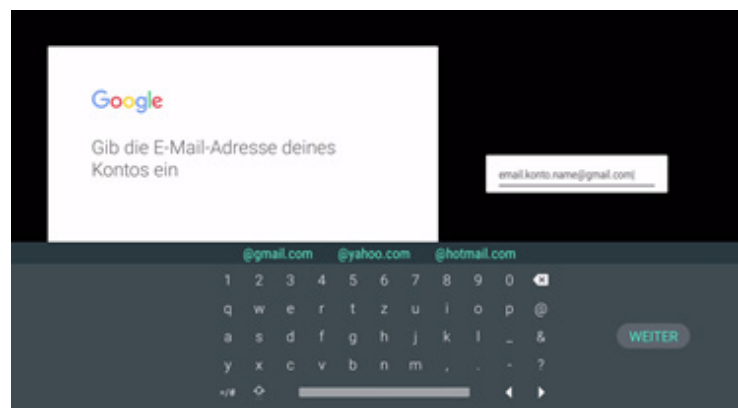 Google
Gib die E-Mail-Adresse deines
Kontos ein
email.konto.name@gmail.com
@gmail.com @yahoo.com @hotmail.com
1 2 3 4 5 6 7 8 9 0
q w e r t z u i o p @
a s d f g h j k l _ &
WEITER
y x c v b n m , . - ?